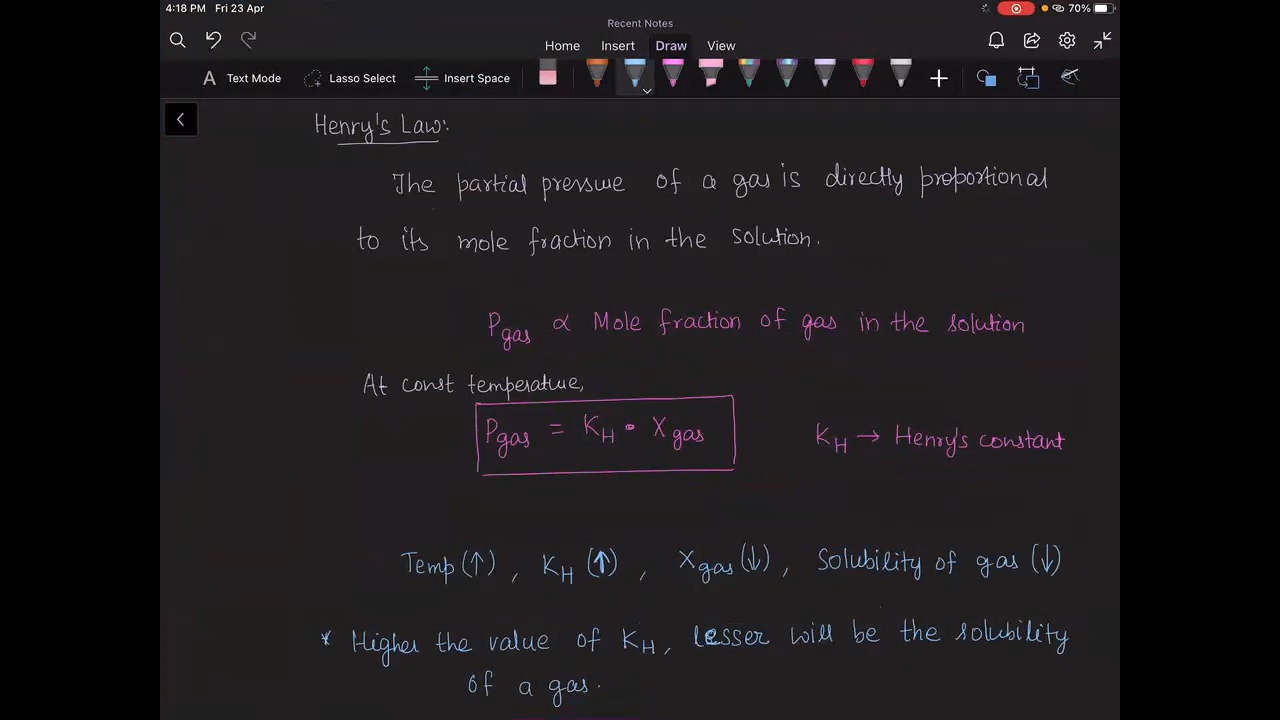 4:18 PM Fri 23 Apr
70%
Recent Notes
Home Insert Draw View
Text Mode Lasso Select Insert Space
Henry's Law:
The partial pressure of a gas is directly proportional
to its mole fraction in the solution.
Pgas ∝ Mole fraction of gas in the solution
At const temperature,
Pgas = KH • Xgas
KH → Henry's constant
Temp (↑), KH (↑), Xgas (↓), Solubility of gas (↓)
* Higher the value of KH, lesser will be the solubility
of a gas.